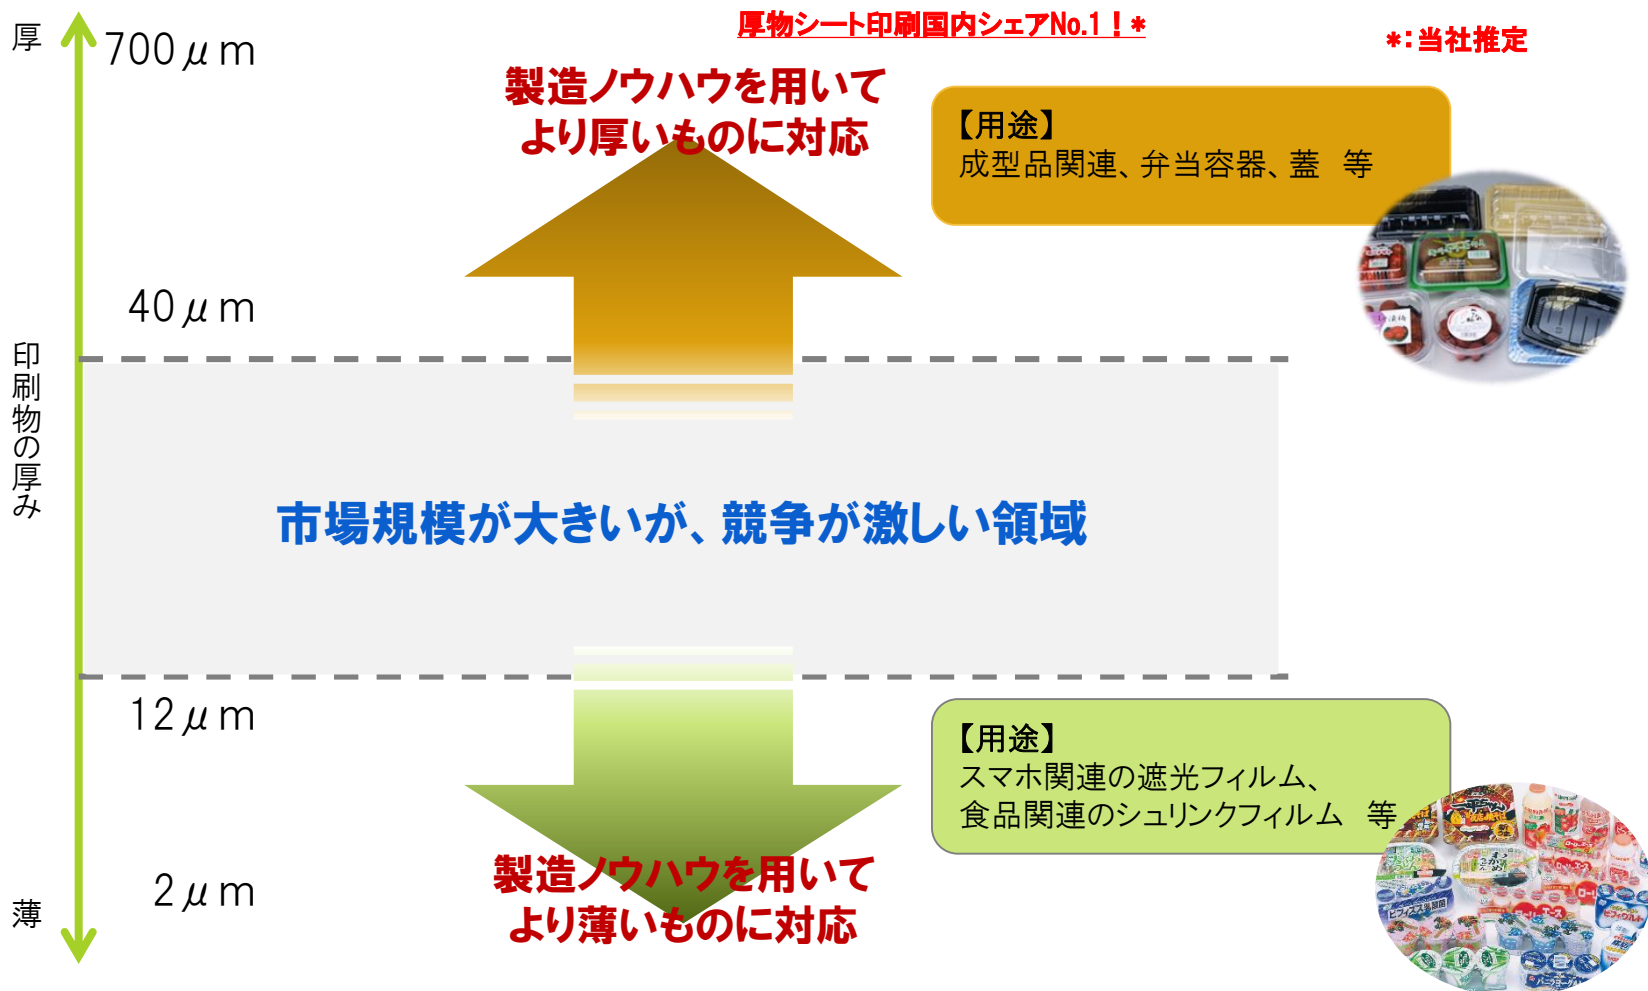 厚物シート印刷国内シェアNo.1！*
*：当社推定
厚
700μm
製造ノウハウを用いて
より厚いものに対応
【用途】
成型品関連、弁当容器、蓋　等
40μm
印刷物の厚み
市場規模が大きいが、競争が激しい領域
12μm
【用途】
スマホ関連の遮光フィルム、
食品関連のシュリンクフィルム　等
製造ノウハウを用いて
より薄いものに対応
2μm
薄